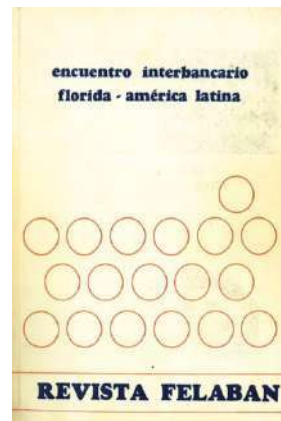 encuentro interbancario
florida - américa latina
REVISTA FELABAN